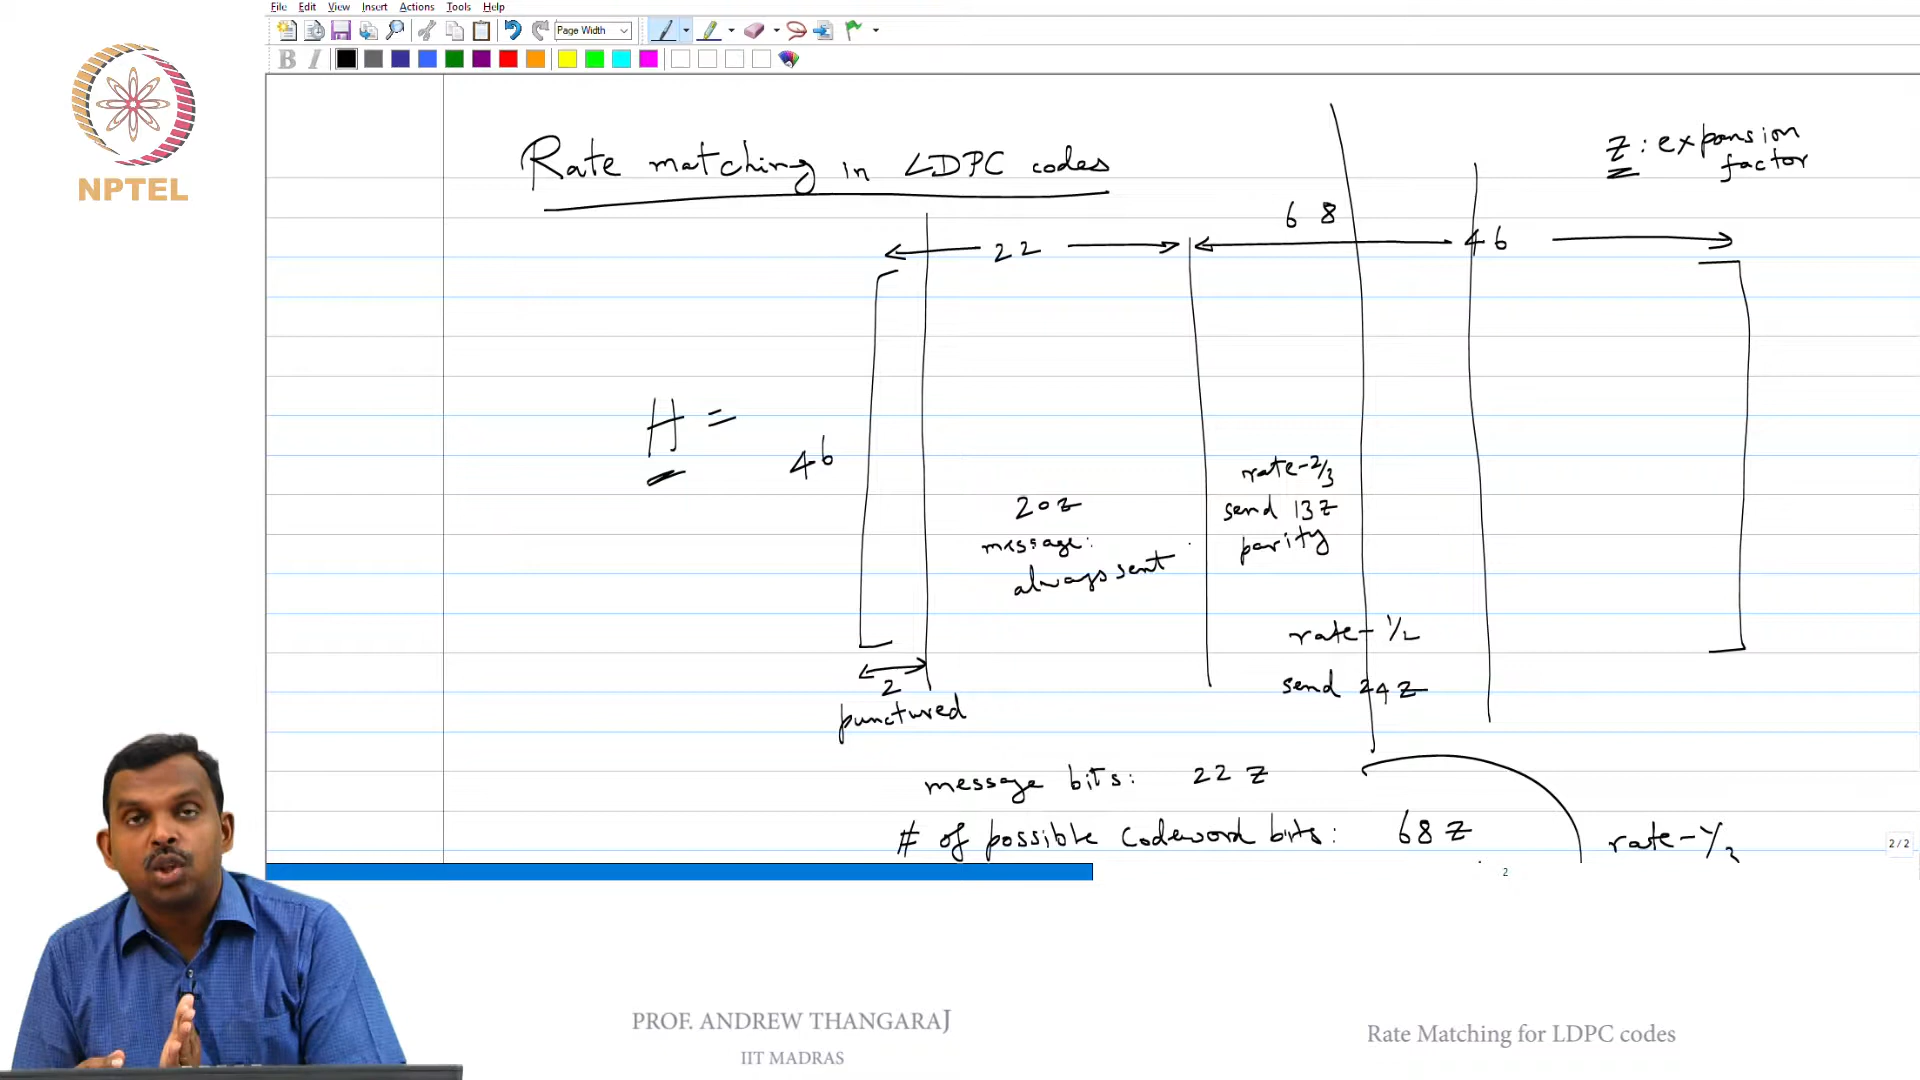 File Edit View Insert Actions Tools Help
Page Width
B I
NPTEL
Rate matching in LDPC codes
z : expansion
factor
68
22
46
H =
46
rate-2/3
send 13z
parity
20z
message:
always sent
rate-1/2
send 24z
2
punctured
message bits: 22z
# of possible codeword bits: 68z
rate-1/3
2/2
2
PROF. ANDREW THANGARAJ
IIT MADRAS
Rate Matching for LDPC codes